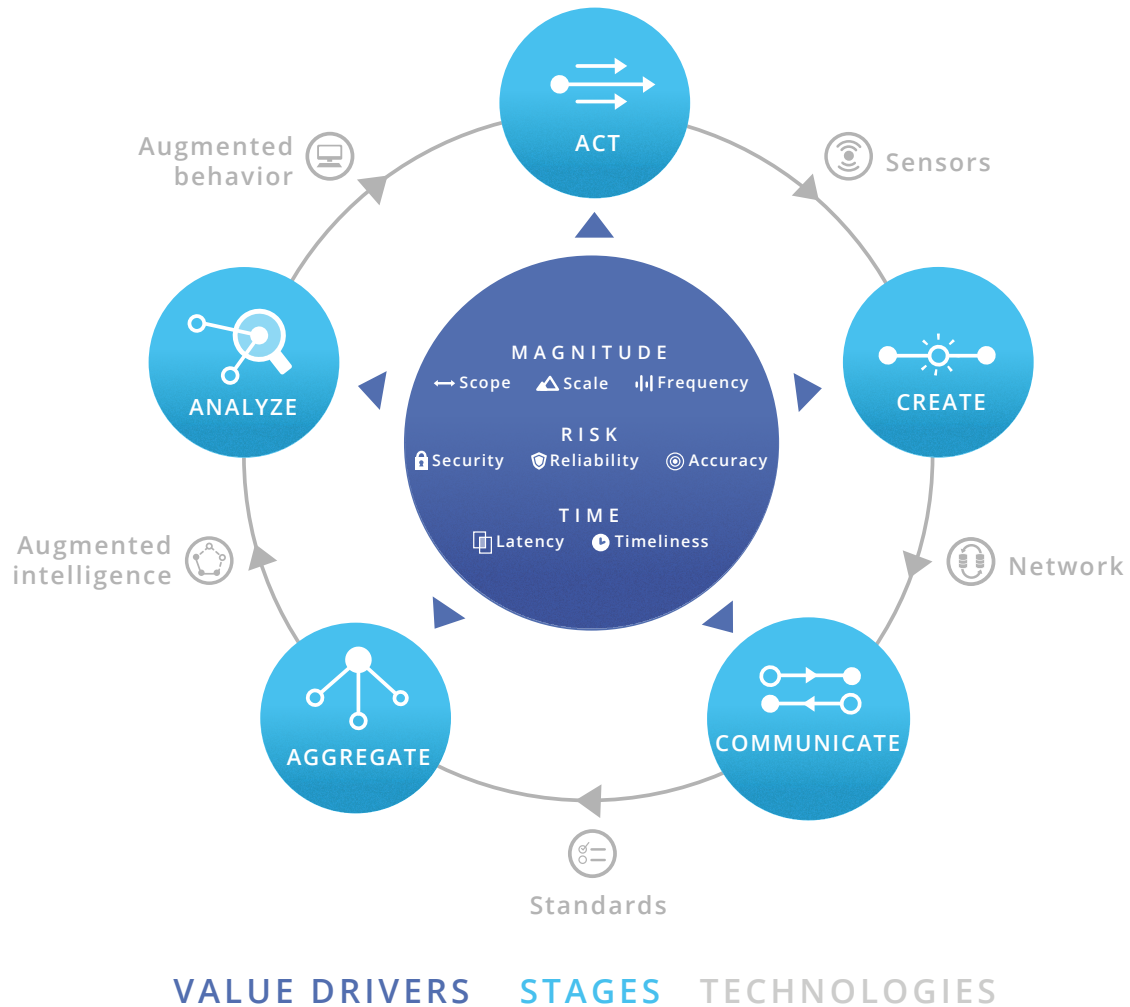 ACT
Augmented
behavior
Sensors
MAGNITUDE
Scope Scale Frequency
ANALYZE
CREATE
RISK
Security Reliability Accuracy
TIME
Latency Timeliness
Augmented
intelligence
Network
AGGREGATE
COMMUNICATE
Standards
VALUE DRIVERS STAGES TECHNOLOGIES